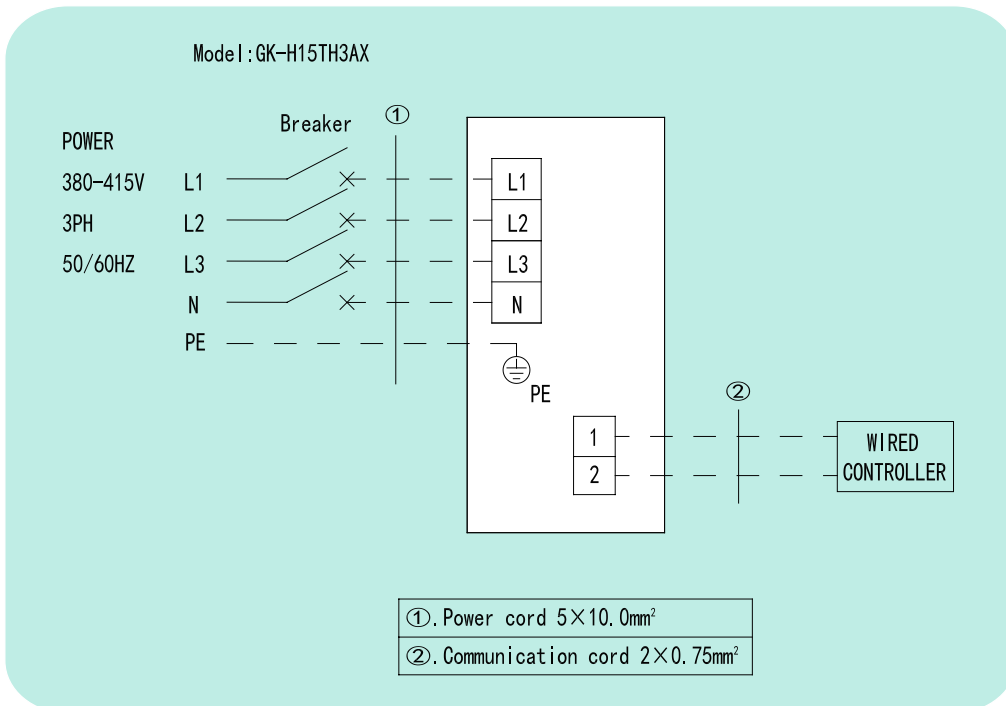 Model:GK-H15TH3AX
Breaker
①
POWER
380-415V
3PH
50/60HZ
L1
L2
L3
N
PE
L1
L2
L3
N
PE
1
2
②
WIRED
CONTROLLER
①.Power cord 5×10.0mm²
②.Communication cord 2×0.75mm²